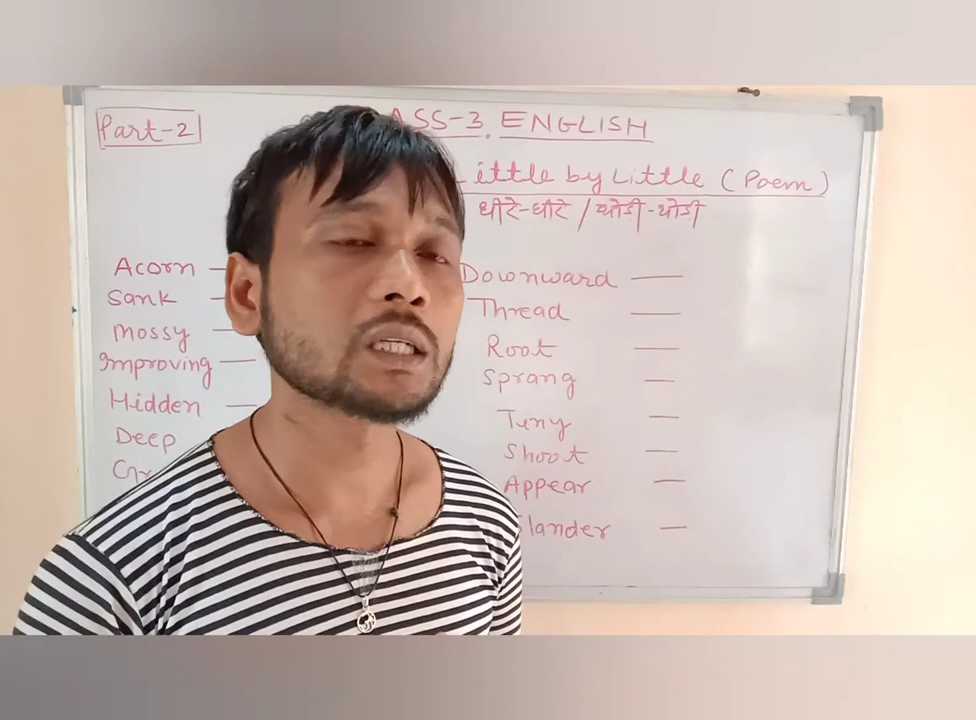 Part-2
ASS-3. ENGLISH
ittle by Little (Poem)
धीरे-धीरे / थोडी-थोडी
Acorn —
Sank —
Mossy —
Improving —
Hidden —
Deep
Downward —
Thread —
Root —
Sprang —
Tiny —
Shoot —
Appear —
lander —